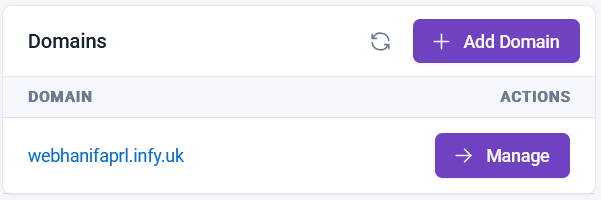 Domains
Add Domain
DOMAIN ACTIONS
webhanifaprl.infy.uk
Manage